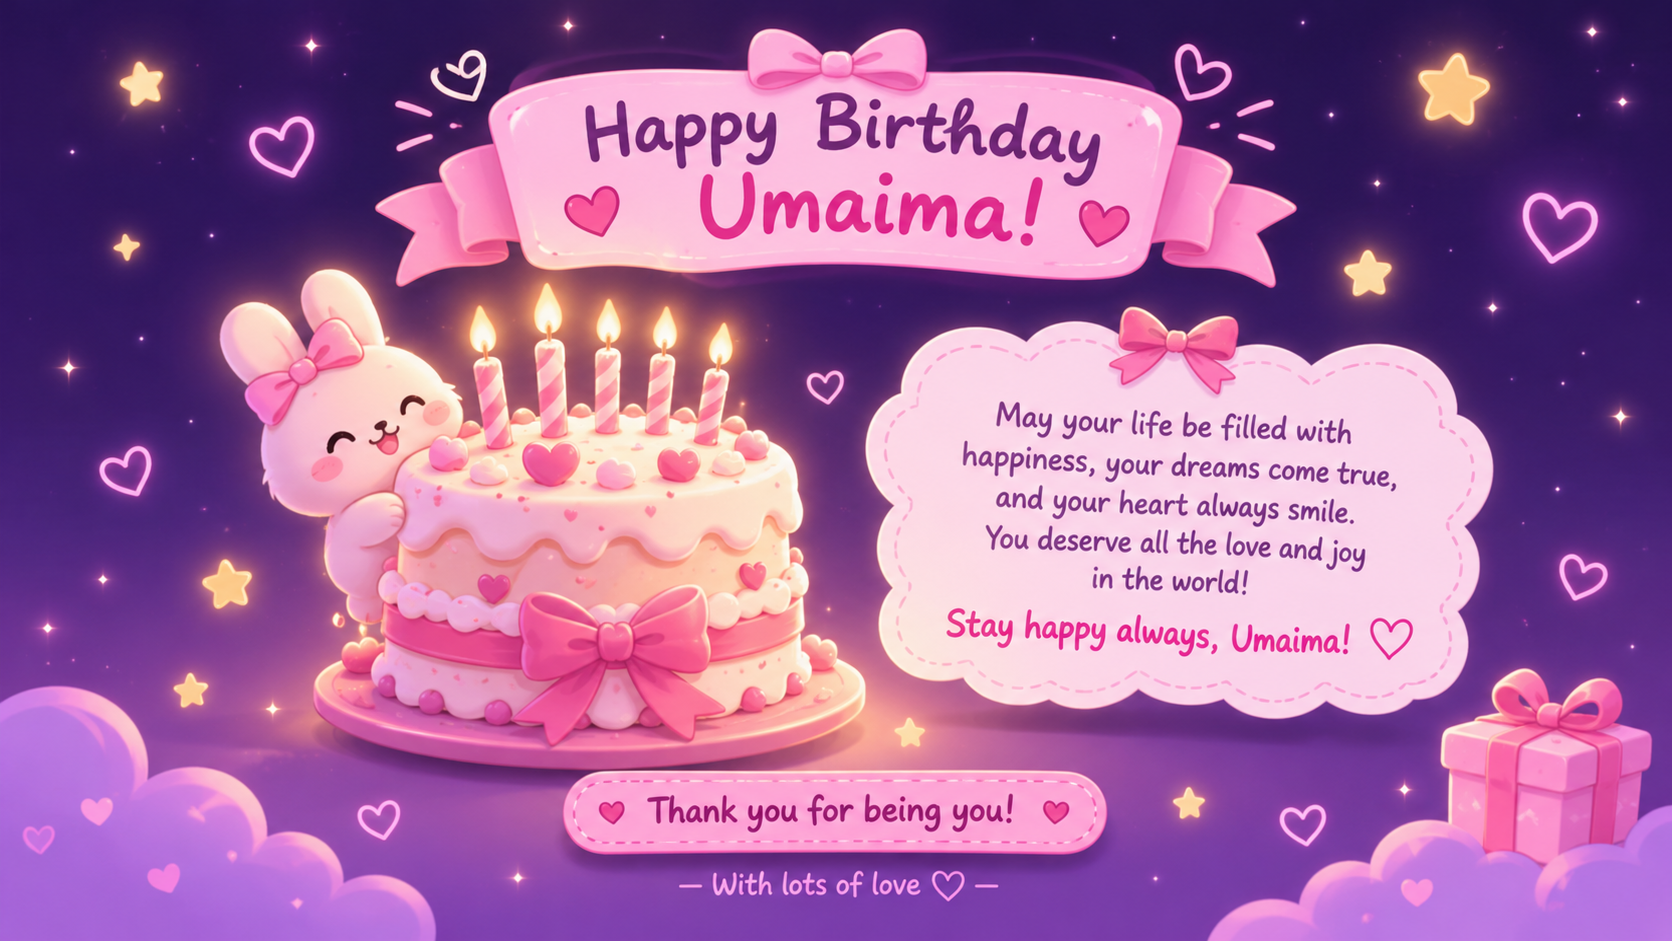 Happy Birthday
Umaima!
May your life be filled with
happiness, your dreams come true,
and your heart always smile.
You deserve all the love and joy
in the world!
Stay happy always, Umaima!
Thank you for being you!
— With lots of love ♡ —